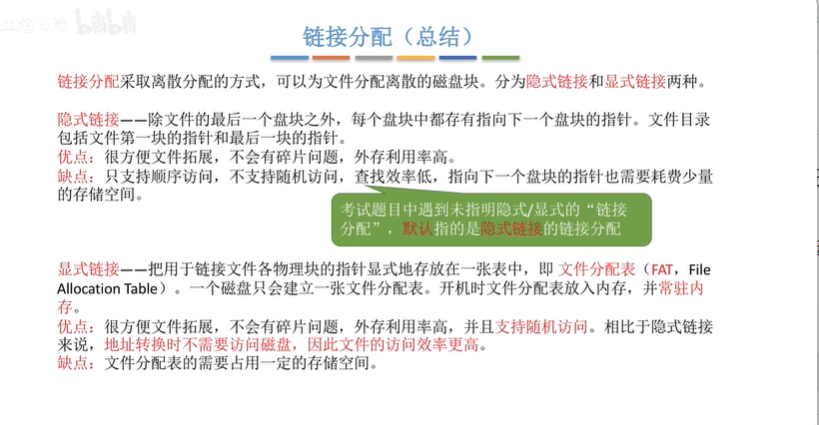 bilibili
链接分配（总结）
链接分配采取离散分配的方式，可以为文件分配离散的磁盘块。分为隐式链接和显式链接两种。
隐式链接——除文件的最后一个盘块之外，每个盘块中都存有指向下一个盘块的指针。文件目录
包括文件第一块的指针和最后一块的指针。
优点：很方便文件拓展，不会有碎片问题，外存利用率高。
缺点：只支持顺序访问，不支持随机访问，查找效率低，指向下一个盘块的指针也需要耗费少量
的存储空间。
考试题目中遇到未指明隐式/显式的“链接
分配”，默认指的是隐式链接的链接分配
显式链接——把用于链接文件各物理块的指针显式地存放在一张表中，即 文件分配表（FAT，File
Allocation Table）。一个磁盘只会建立一张文件分配表。开机时文件分配表放入内存，并常驻内
存。
优点：很方便文件拓展，不会有碎片问题，外存利用率高，并且支持随机访问。相比于隐式链接
来说，地址转换时不需要访问磁盘，因此文件的访问效率更高。
缺点：文件分配表的需要占用一定的存储空间。